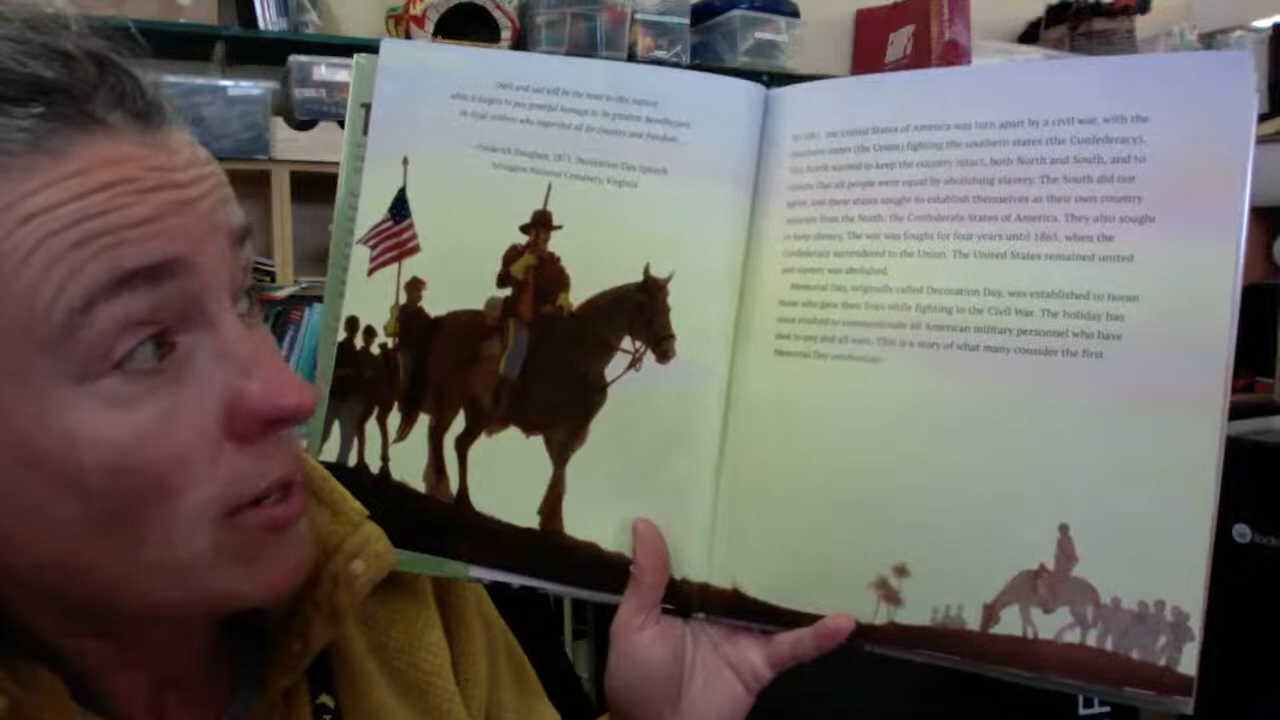 Dark and sad will be the hour to this nation
when it forgets to pay grateful homage to its greatest benefactors
the loyal soldiers who imperiled all for country and freedom.
—Frederick Douglass, 1871, Decoration Day Speech,
Arlington National Cemetery, Virginia
In 1861, the United States of America was torn apart by a civil war, with the
northern states (the Union) fighting the southern states (the Confederacy).
The North wanted to keep the country intact, both North and South, and to
ensure that all people were equal by abolishing slavery. The South did not
agree, and these states sought to establish themselves as their own country
separate from the North: the Confederate States of America. They also sought
to keep slavery. The war was fought for four years until 1865, when the
Confederacy surrendered to the Union. The United States remained united
and slavery was abolished.
Memorial Day, originally called Decoration Day, was established to honor
those who gave their lives while fighting in the Civil War. The holiday has
since evolved to commemorate all American military personnel who have
died in any and all wars. This is a story of what many consider the first
Memorial Day celebration.